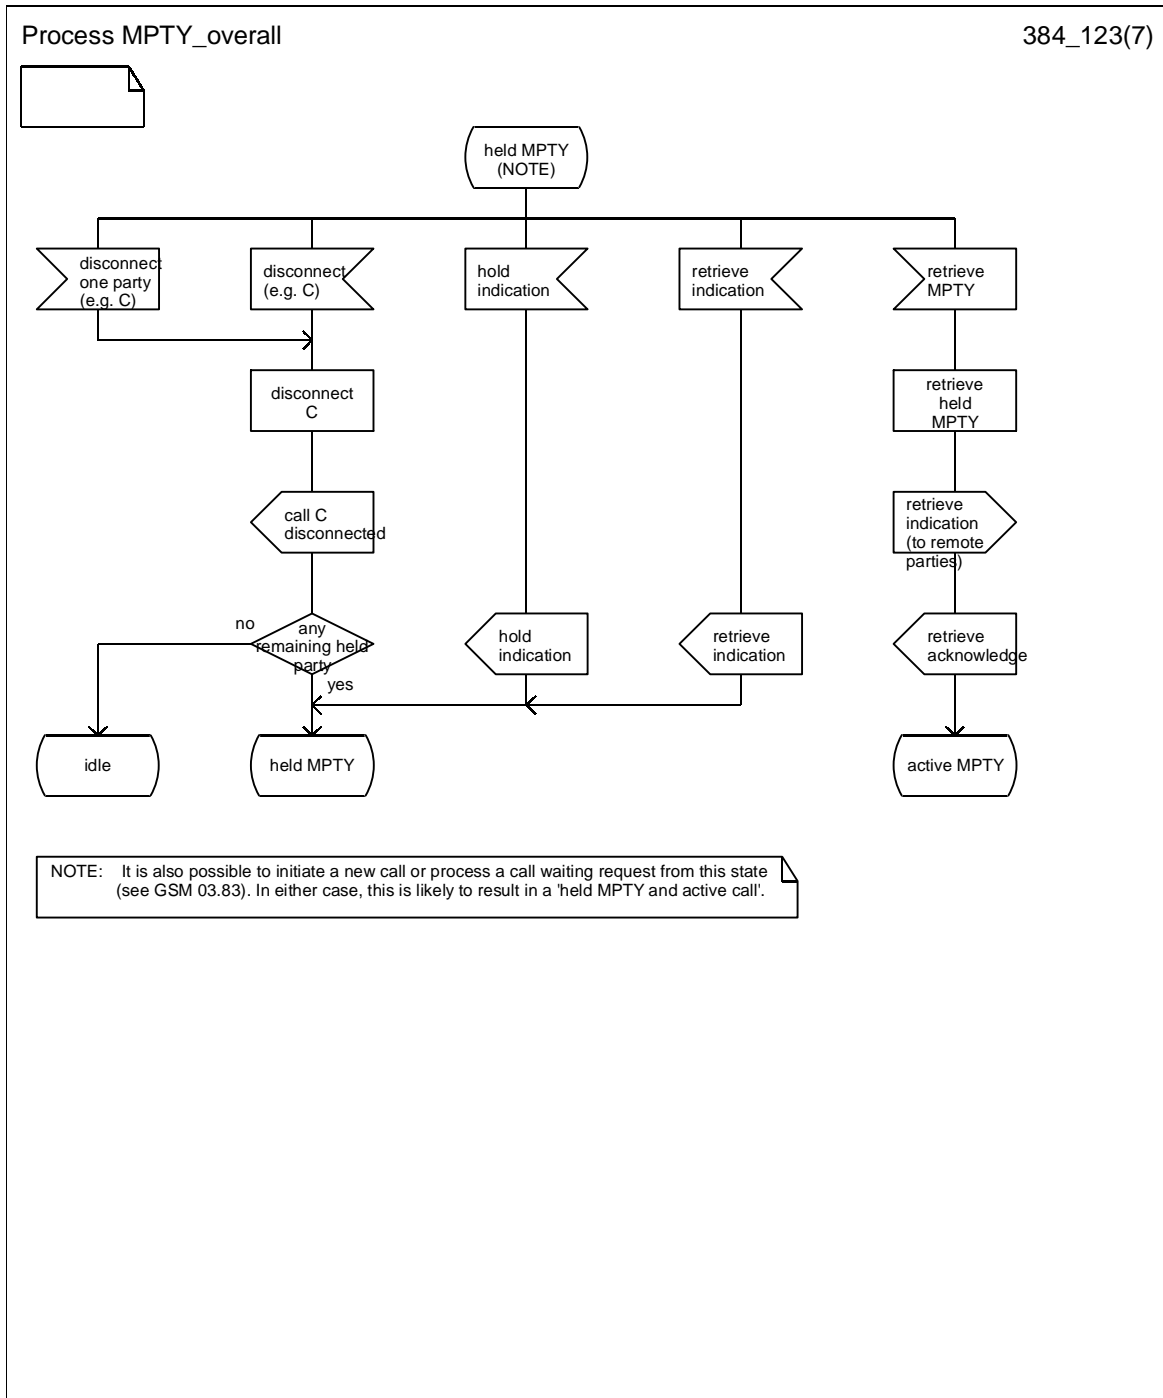 Process MPTY_overall
384_123(7)
held MPTY
(NOTE)
disconnect
one party
(e.g. C)
disconnect
(e.g. C)
hold
indication
retrieve
indication
retrieve
MPTY
disconnect
C
retrieve
held
MPTY
call C
disconnected
retrieve
indication
(to remote
parties)
no
any
remaining held
party
yes
hold
indication
retrieve
indication
retrieve
acknowledge
idle
held MPTY
active MPTY
NOTE: It is also possible to initiate a new call or process a call waiting request from this state
(see GSM 03.83). In either case, this is likely to result in a 'held MPTY and active call'.